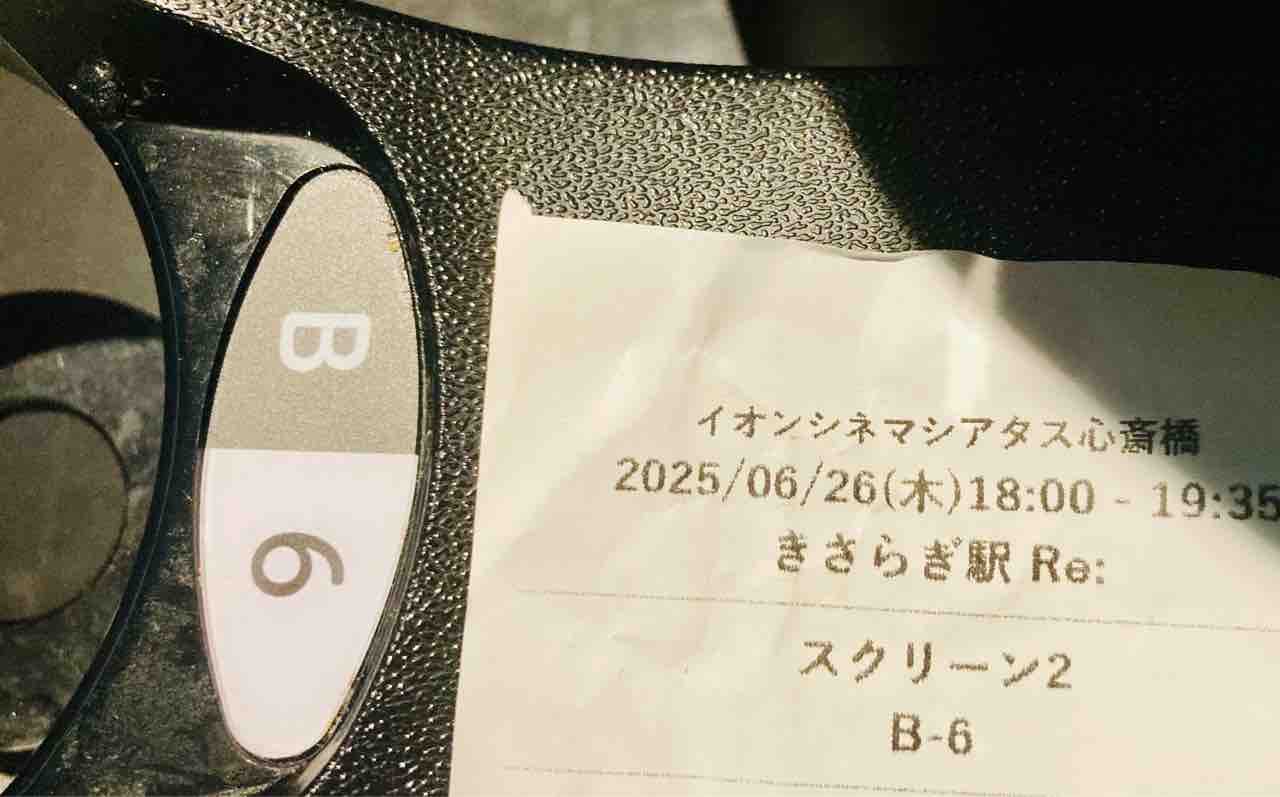 B
6
イオンシネマシアタス心斎橋
2025/06/26(木)18:00 - 19:35
きさらぎ駅 Re:
スクリーン2
B-6